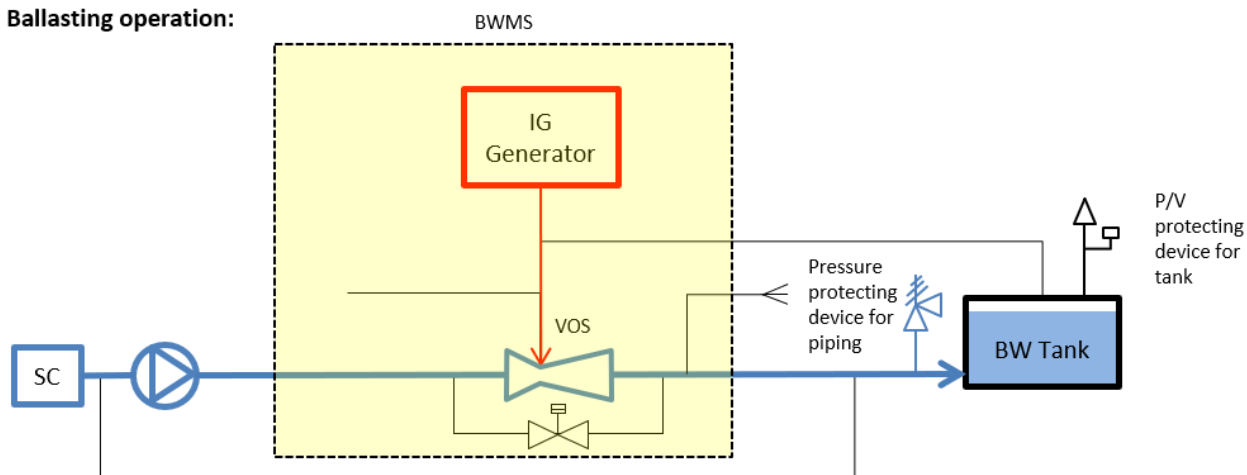 Ballasting operation:
BWMS
IG
Generator
P/V
protecting
device for
tank
Pressure
protecting
device for
piping
VOS
SC
BW Tank